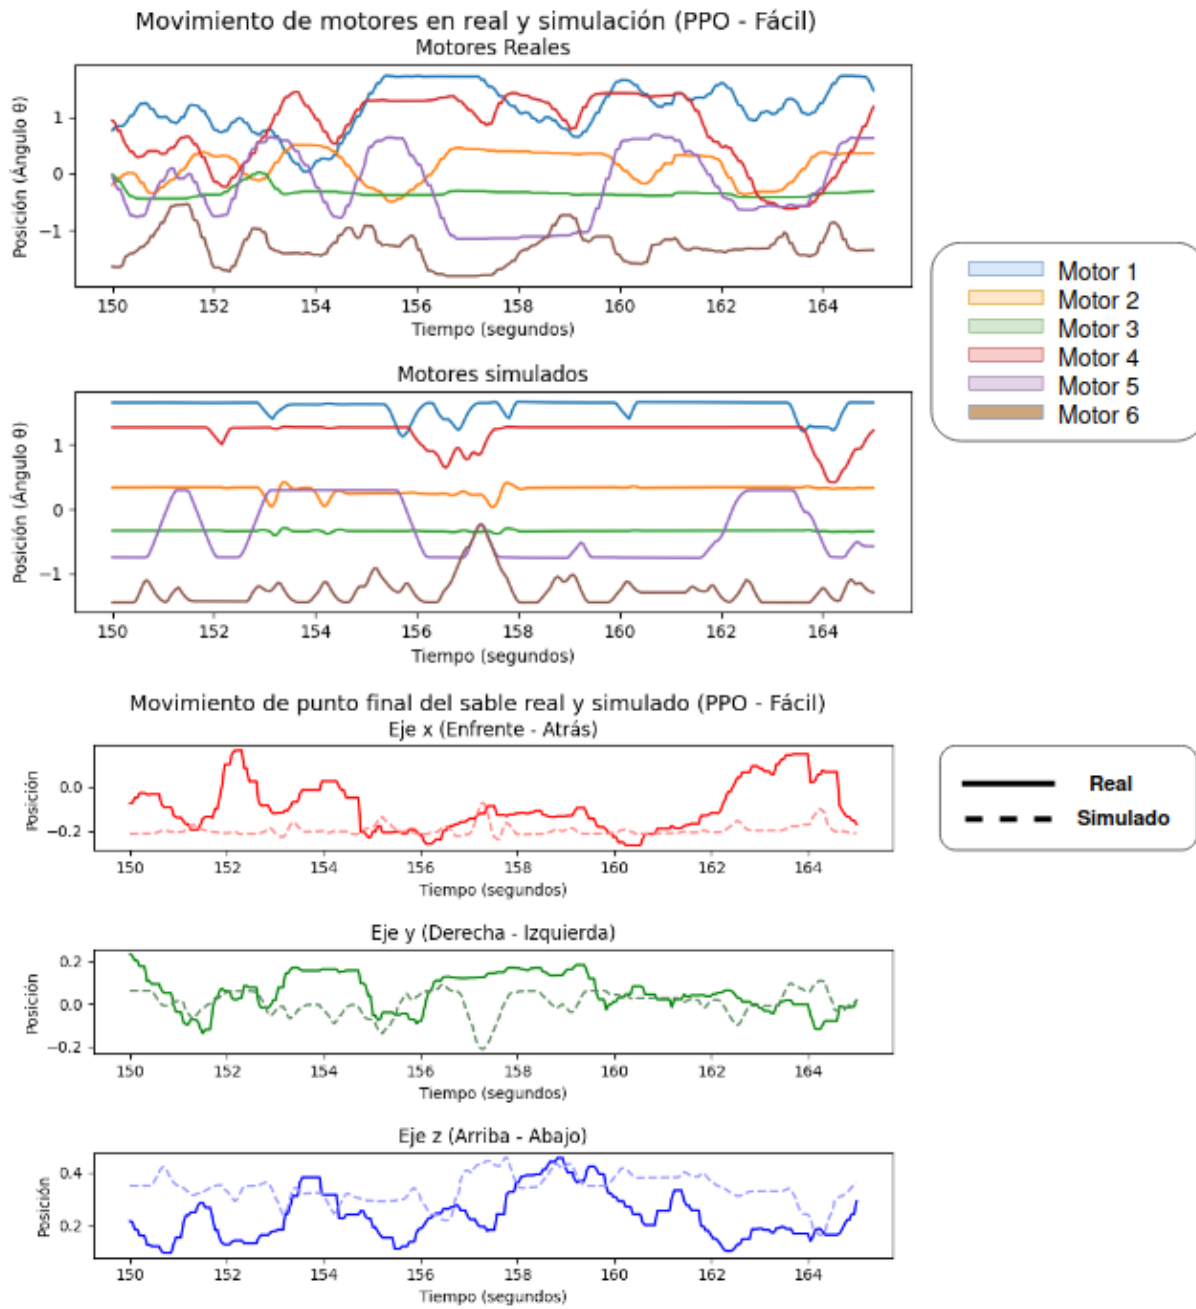 Movimiento de motores en real y simulación (PPO - Fácil)
Motores Reales
Posición (Ángulo θ)
1
0
−1
150 152 154 156 158 160 162 164
Tiempo (segundos)
Motor 1
Motor 2
Motor 3
Motor 4
Motor 5
Motor 6
Motores simulados
Posición (Ángulo θ)
1
0
−1
150 152 154 156 158 160 162 164
Tiempo (segundos)
Movimiento de punto final del sable real y simulado (PPO - Fácil)
Eje x (Enfrente - Atrás)
Posición
0.0
−0.2
150 152 154 156 158 160 162 164
Tiempo (segundos)
Real
Simulado
Eje y (Derecha - Izquierda)
Posición
0.2
0.0
−0.2
150 152 154 156 158 160 162 164
Tiempo (segundos)
Eje z (Arriba - Abajo)
Posición
0.4
0.2
150 152 154 156 158 160 162 164
Tiempo (segundos)